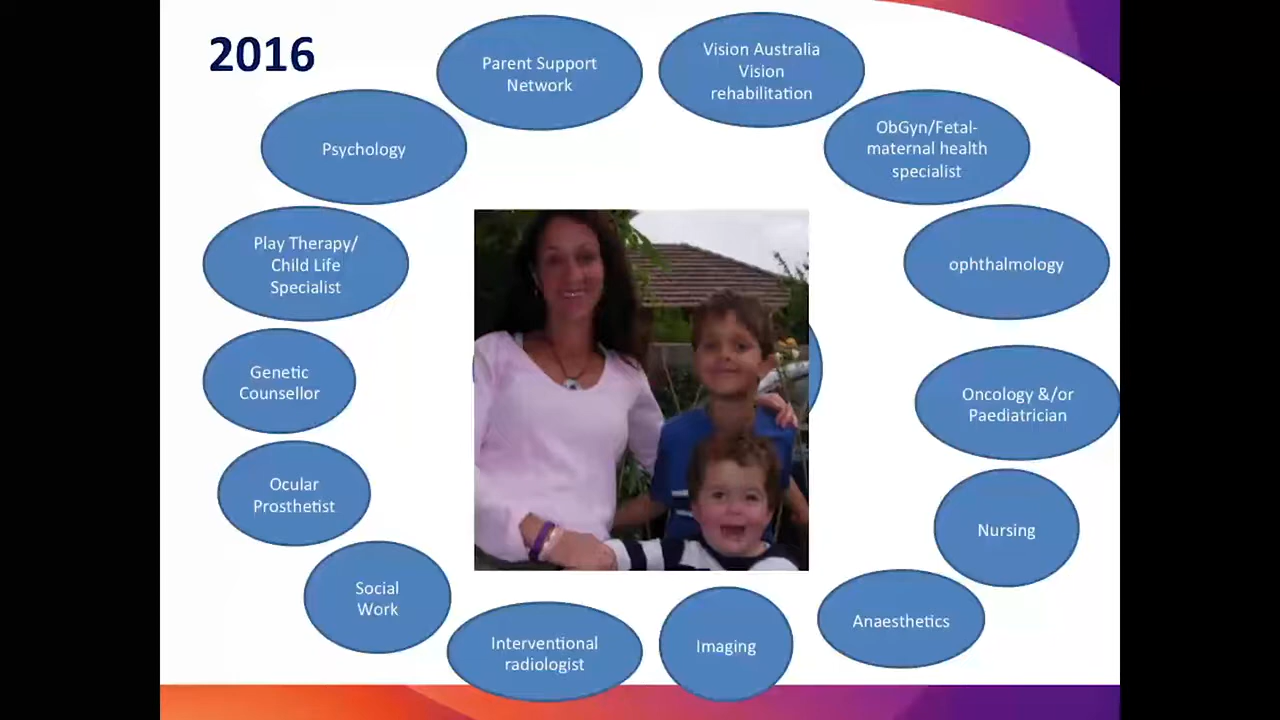 2016
Parent Support
Network
Vision Australia
Vision
rehabilitation
ObGyn/Fetal-
maternal health
specialist
Psychology
ophthalmology
Play Therapy/
Child Life
Specialist
Oncology &/or
Paediatrician
Genetic
Counsellor
Nursing
Ocular
Prosthetist
Anaesthetics
Social
Work
Imaging
Interventional
radiologist